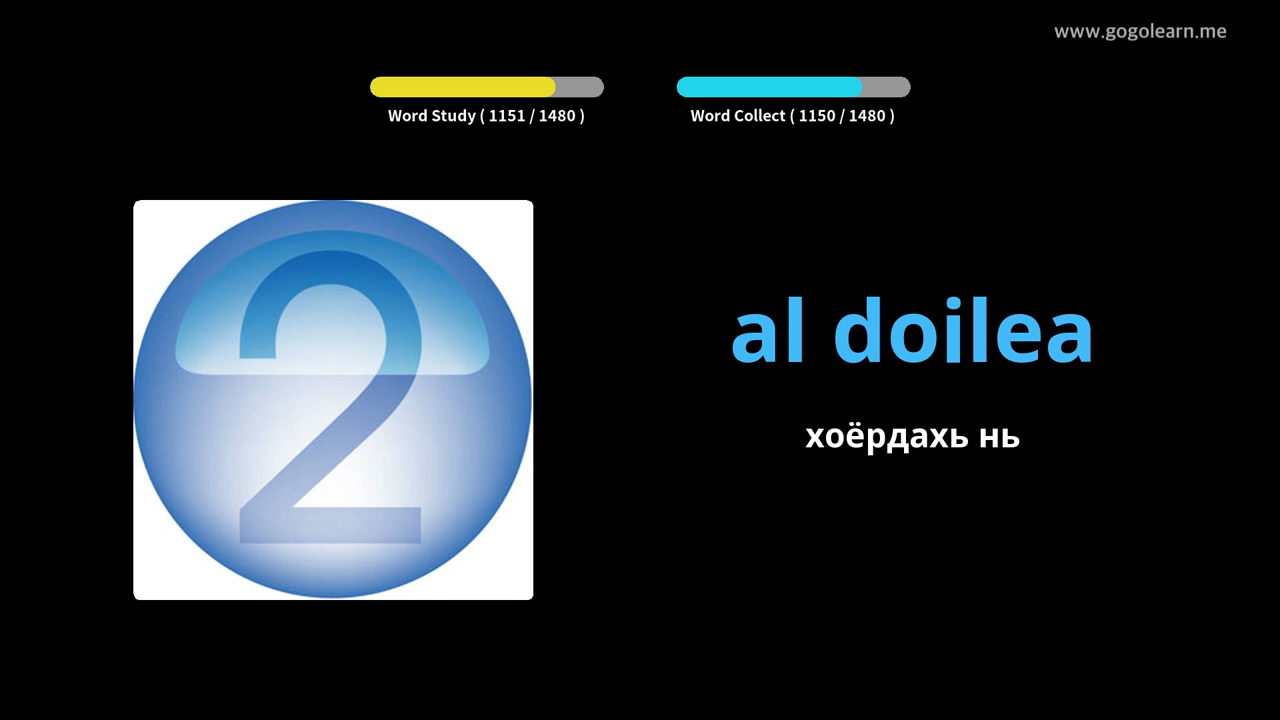 www.gogolearn.me
Word Study ( 1151 / 1480 )
Word Collect ( 1150 / 1480 )
2
al doilea
хоёрдахь нь